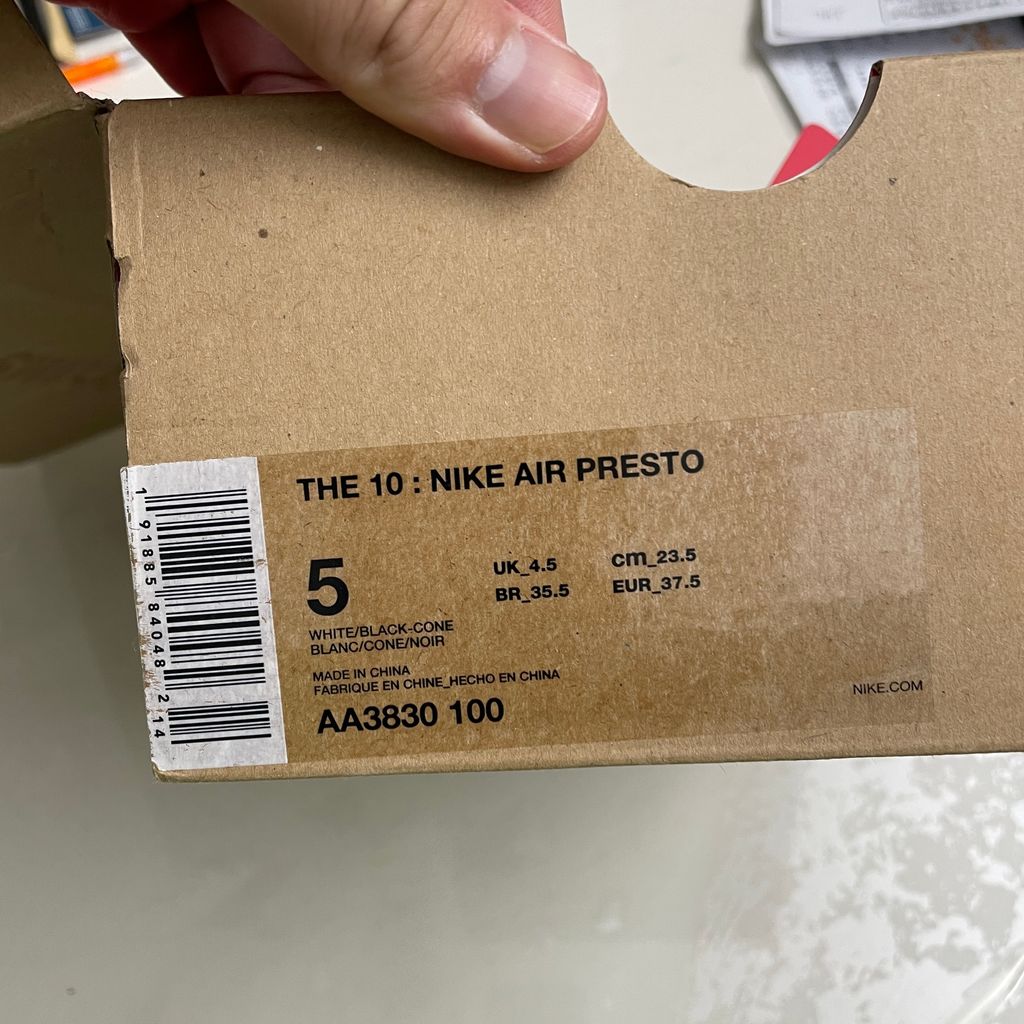 THE 10 : NIKE AIR PRESTO
5
UK_4.5 cm_23.5
BR_35.5 EUR_37.5
WHITE/BLACK-CONE
BLANC/CONE/NOIR
MADE IN CHINA
FABRIQUE EN CHINE_HECHO EN CHINA
AA3830 100
NIKE.COM
1 91885 84048 2 14